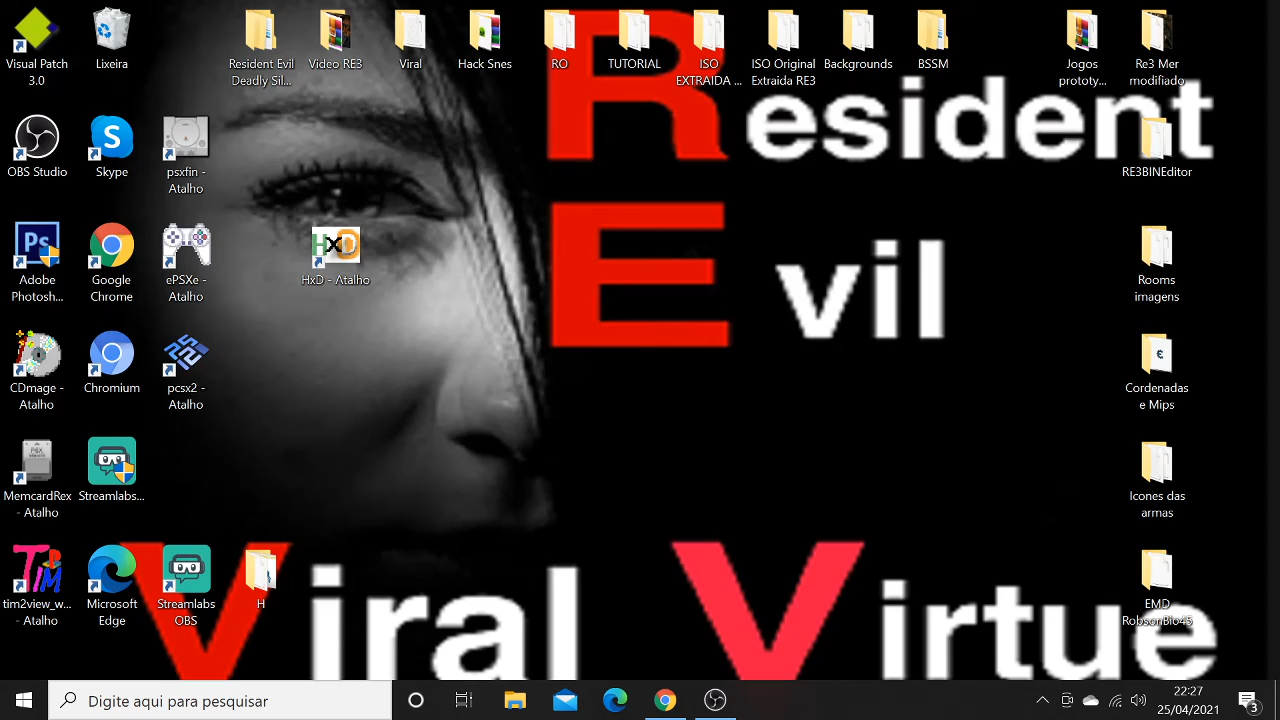 Visual Patch
3.0
Lixeira
Resident Evil
Deadly Sil...
Video RE3
Viral
Hack Snes
RO
TUTORIAL
ISO
EXTRAIDA ...
ISO Original
Extraida RE3
Backgrounds
BSSM
Jogos
prototy...
Re3 Mer
modifiado
Resident
OBS Studio
Skype
psxfin -
Atalho
RE3BINEditor
Evil
Ps
Adobe
Photosh...
Google
Chrome
ePSXe -
Atalho
HxD
HxD - Atalho
Rooms
imagens
CDmage -
Atalho
Chromium
pcsx2 -
Atalho
Cordenadas
e Mips
MemcardRex
- Atalho
Streamlabs...
Icones das
armas
Viral Virtue
tim2view_w...
- Atalho
Microsoft
Edge
Streamlabs
OBS
H
EMD
RobsonBio45
Digite aqui para pesquisar
22:27
25/04/2021
3